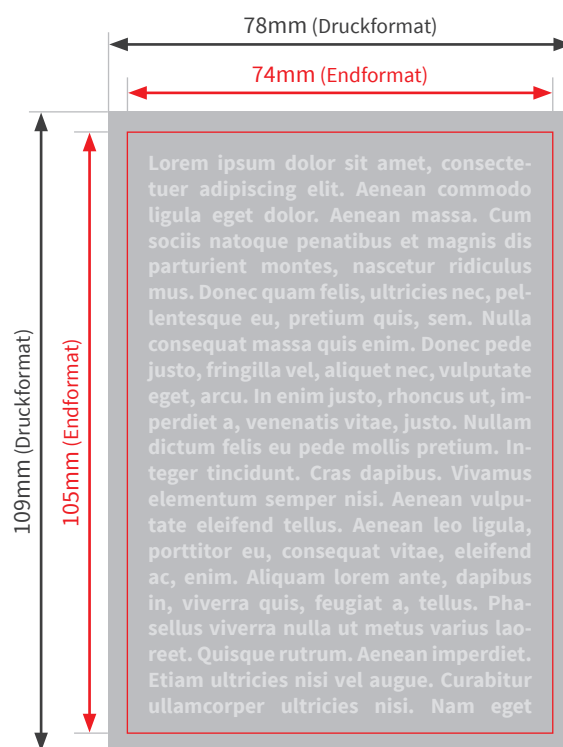 78mm (Druckformat)
74mm (Endformat)
109mm (Druckformat)
105mm (Endformat)
Lorem ipsum dolor sit amet, consecte-
tuer adipiscing elit. Aenean commodo
ligula eget dolor. Aenean massa. Cum
sociis natoque penatibus et magnis dis
parturient montes, nascetur ridiculus
mus. Donec quam felis, ultricies nec, pel-
lentesque eu, pretium quis, sem. Nulla
consequat massa quis enim. Donec pede
justo, fringilla vel, aliquet nec, vulputate
eget, arcu. In enim justo, rhoncus ut, im-
perdiet a, venenatis vitae, justo. Nullam
dictum felis eu pede mollis pretium. In-
teger tincidunt. Cras dapibus. Vivamus
elementum semper nisi. Aenean vulpu-
tate eleifend tellus. Aenean leo ligula,
porttitor eu, consequat vitae, eleifend
ac, enim. Aliquam lorem ante, dapibus
in, viverra quis, feugiat a, tellus. Pha-
sellus viverra nulla ut metus varius lao-
reet. Quisque rutrum. Aenean imperdiet.
Etiam ultricies nisi vel augue. Curabitur
ullamcorper ultricies nisi. Nam eget